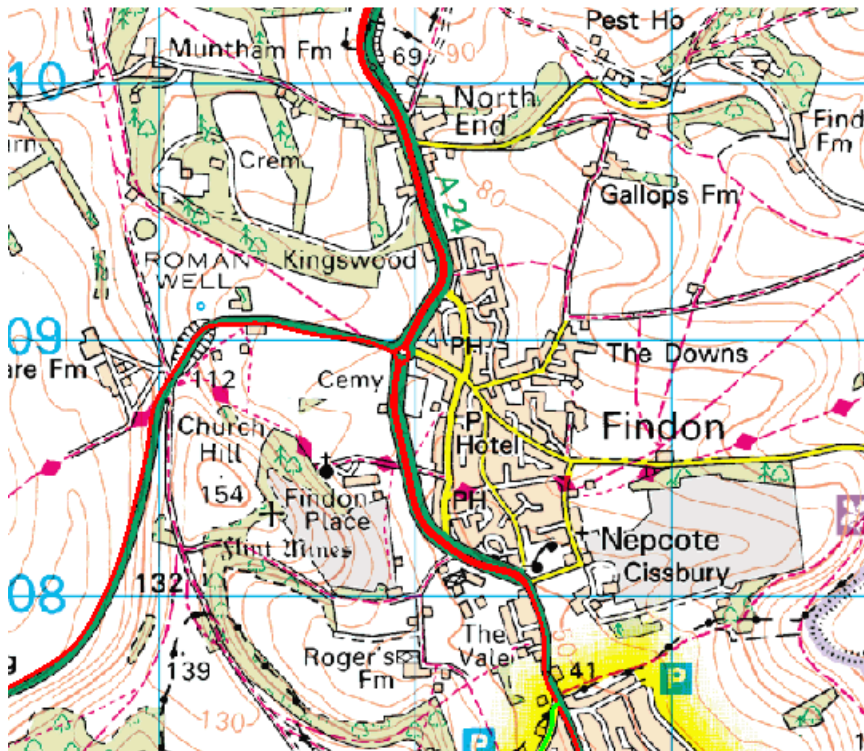 Pest Ho
Muntham Fm
69
90
90
10
North
End
Find
Fm
Crem
A 24
80
Gallops Fm
Kingswood
ROMAN
WELL
09
PH
The Downs
are Fm
112
Cemy
Church
Hill
P
Hotel
Findon
154
Findon
Place
PH
Flint Mines
Nepcote
Cissbury
08
132
The
Vale
Roger's
Fm
139
41
P
130
P